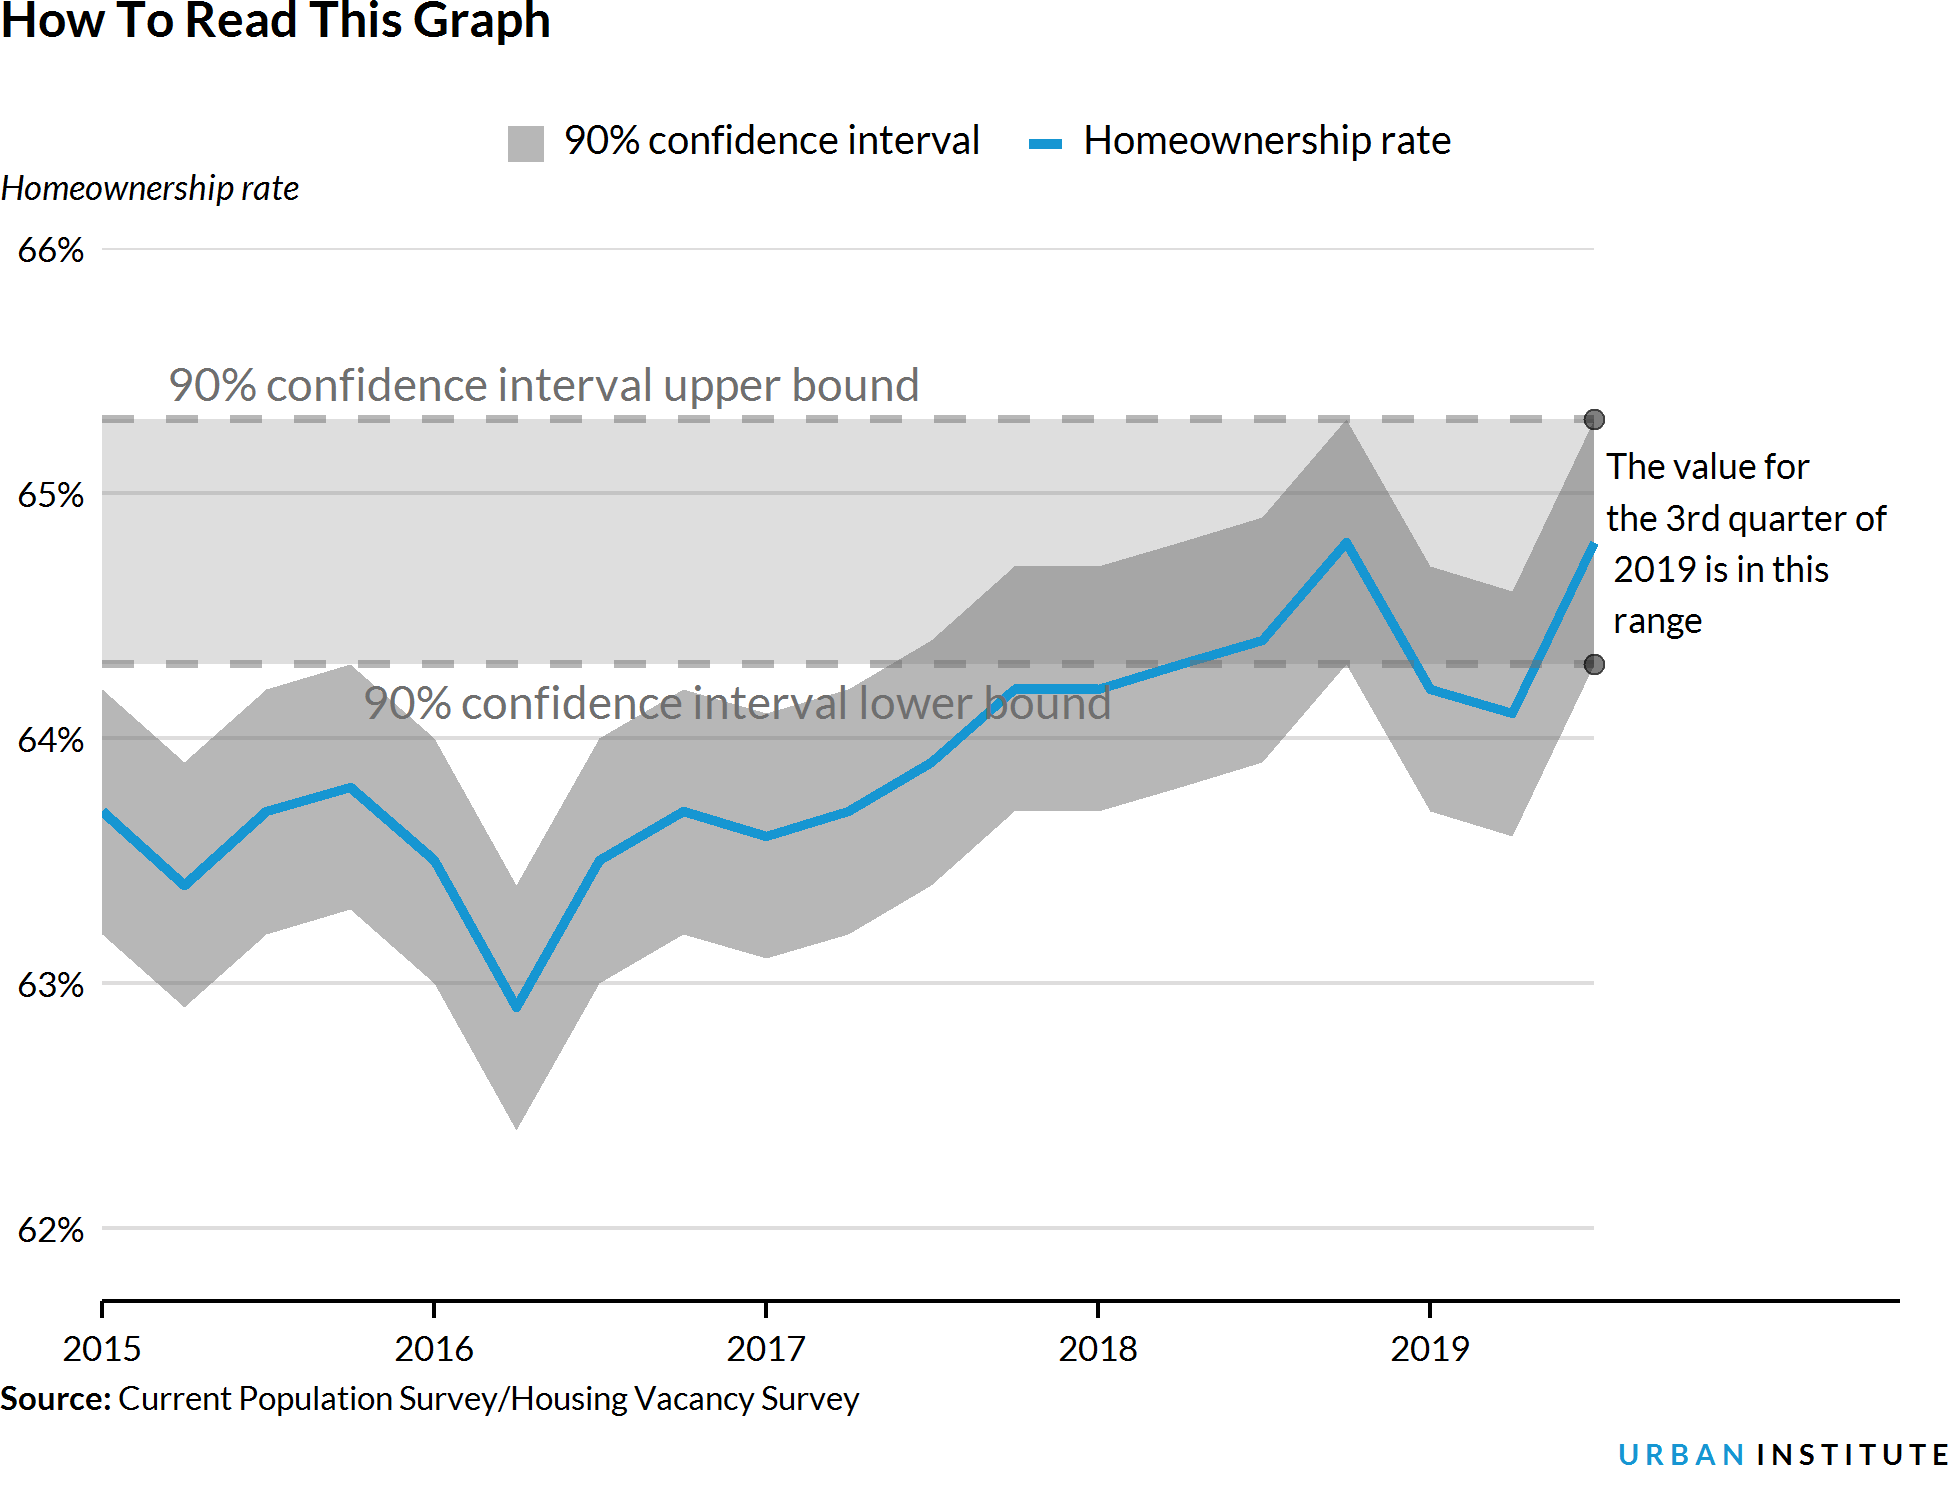 How To Read This Graph
90% confidence interval
Homeownership rate
Homeownership rate
66%
90% confidence interval upper bound
65%
The value for
the 3rd quarter of
2019 is in this
range
90% confidence interval lower bound
64%
63%
62%
2015
2016
2017
2018
2019
Source: Current Population Survey/Housing Vacancy Survey
URBAN INSTITUTE